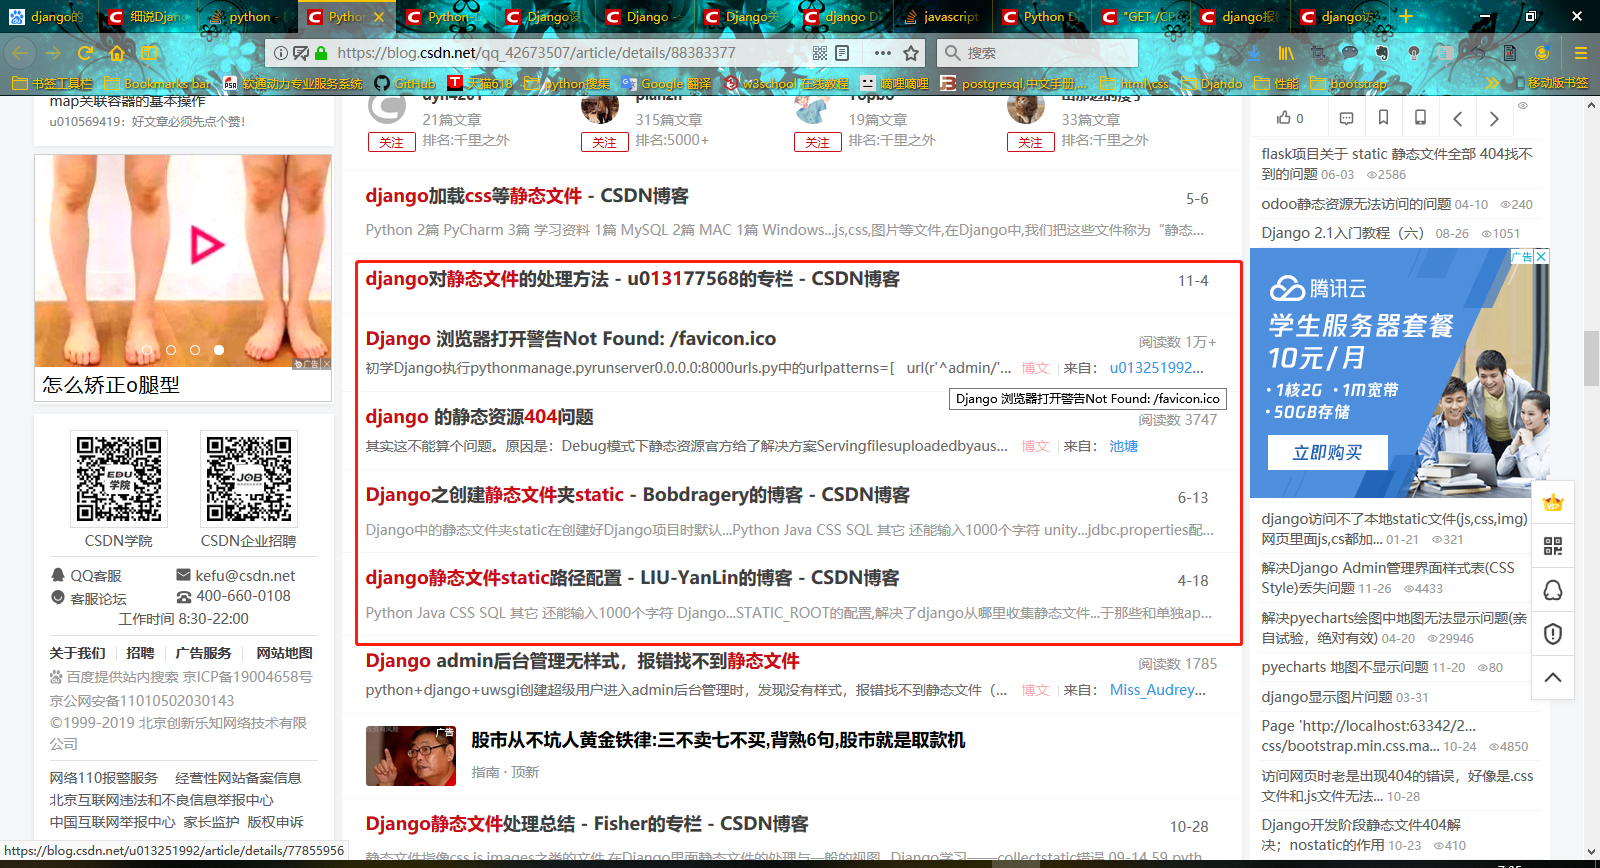 django的
细说Djan
python -
Pytho
Python-D
Django设
Django -
Django关
django D
javascript
Python D
"GET /CP
django报
django访
https://blog.csdn.net/qq_42673507/article/details/88383377
搜索
书签工具栏
Bookmarks bar
软通动力专业服务系统
GitHub
天猫618
python搜集
Google 翻译
w3school 在线教程
嘀哩嘀哩
postgresql 中文手册...
html\css
Djando
性能
bootstrap
移动版书签
map关联容器的基本操作
u010569419：好文章必须先点个赞！
怎么矫正o腿型
广告
EDU
学院
JOB
CSDN学院
CSDN企业招聘
QQ客服
kefu@csdn.net
客服论坛
400-660-0108
工作时间 8:30-22:00
关于我们
招聘
广告服务
网站地图
百度提供站内搜索 京ICP备19004658号
京公网安备11010502030143
©1999-2019 北京创新乐知网络技术有限
公司
网络110报警服务
经营性网站备案信息
北京互联网违法和不良信息举报中心
中国互联网举报中心
家长监护
版权申诉
https://blog.csdn.net/u013251992/article/details/77855956
21篇文章
关注
排名:千里之外
315篇文章
关注
排名:5000+
19篇文章
关注
排名:千里之外
33篇文章
关注
排名:千里之外
django加载css等静态文件 - CSDN博客
5-6
Python 2篇 PyCharm 3篇 学习资料 1篇 MySQL 2篇 MAC 1篇 Windows...js,css,图片等文件,在Django中,我们把这些文件称为“静态...
django对静态文件的处理方法 - u013177568的专栏 - CSDN博客
11-4
Django 浏览器打开警告Not Found: /favicon.ico
阅读数 1万+
初学Django执行pythonmanage.pyrunserver0.0.0.0:8000urls.py中的urlpatterns=[ url(r'^admin/'...
博文
来自：
u013251992...
Django 浏览器打开警告Not Found: /favicon.ico
django 的静态资源404问题
阅读数 3747
其实这不能算个问题。原因是：Debug模式下静态资源官方给了解决方案Servingfilesuploadedbyaus...
博文
来自：
池塘
Django之创建静态文件夹static - Bobdragery的博客 - CSDN博客
6-13
Django中的静态文件夹static在创建好Django项目时默认...Python Java CSS SQL 其它 还能输入1000个字符 unity...jdbc.properties配...
django静态文件static路径配置 - LIU-YanLin的博客 - CSDN博客
4-18
Python Java CSS SQL 其它 还能输入1000个字符 Django...STATIC_ROOT的配置,解决了django从哪里收集静态文件...于那些和单独ap...
Django admin后台管理无样式，报错找不到静态文件
阅读数 1785
python+django+uwsgi创建超级用户进入admin后台管理时，发现没有样式，报错找不到静态文件（...
博文
来自：
Miss_Audrey...
广告
股市从不坑人黄金铁律:三不卖七不买,背熟6句,股市就是取款机
指南 · 顶新
Django静态文件处理总结 - Fisher的专栏 - CSDN博客
10-28
0
flask项目关于 static 静态文件全部 404找不
到的问题 06-03 2586
odoo静态资源无法访问的问题 04-10 240
Django 2.1入门教程（六） 08-26 1051
广告
腾讯云
学生服务器套餐
10元/月
·1核2G ·1M宽带
·50GB存储
立即购买
VIP
django访问不了本地static文件(js,css,img)
网页里面js,cs都加... 01-21 321
解决Django Admin管理界面样式表(CSS
Style)丢失问题 11-26 4433
解决pyecharts绘图中地图无法显示问题(亲
自试验，绝对有效) 04-20 29946
pyecharts 地图不显示问题 11-20 80
django显示图片问题 03-31
Page 'http://localhost:63342/2...
css/bootstrap.min.css.ma... 10-24 4850
访问网页时老是出现404的错误，好像是.css
文件和.js文件无法... 10-28
Django开发阶段静态文件404解
决；nostatic的作用 10-23 410